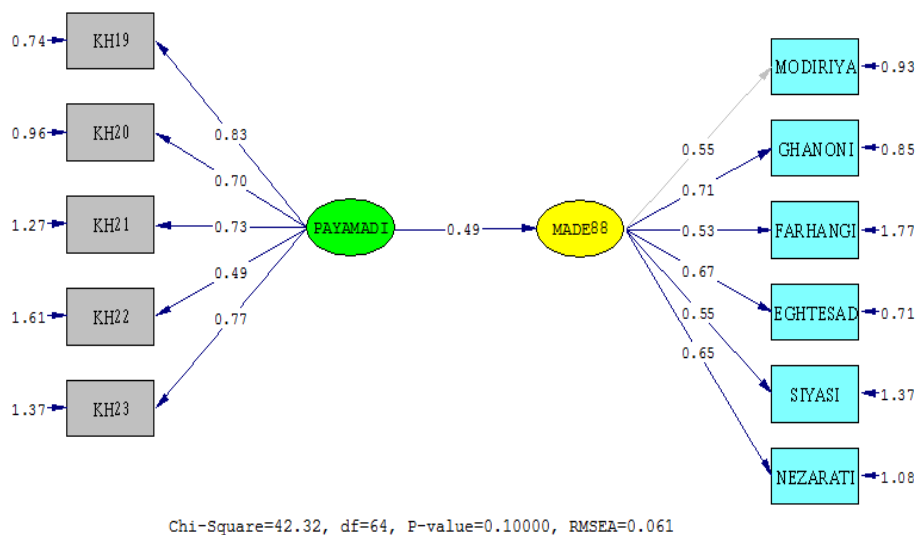 0.74 KH19
0.96 KH20
1.27 KH21
1.61 KH22
1.37 KH23
0.83
0.70
0.73
0.49
0.77
PAYAMADI
0.49
MADE88
0.55
0.71
0.53
0.67
0.55
0.65
MODIRIYA 0.93
GHANONI 0.85
FARHANGI 1.77
EGHTESAD 0.71
SIYASI 1.37
NEZARATI 1.08
Chi-Square=42.32, df=64, P-value=0.10000, RMSEA=0.061